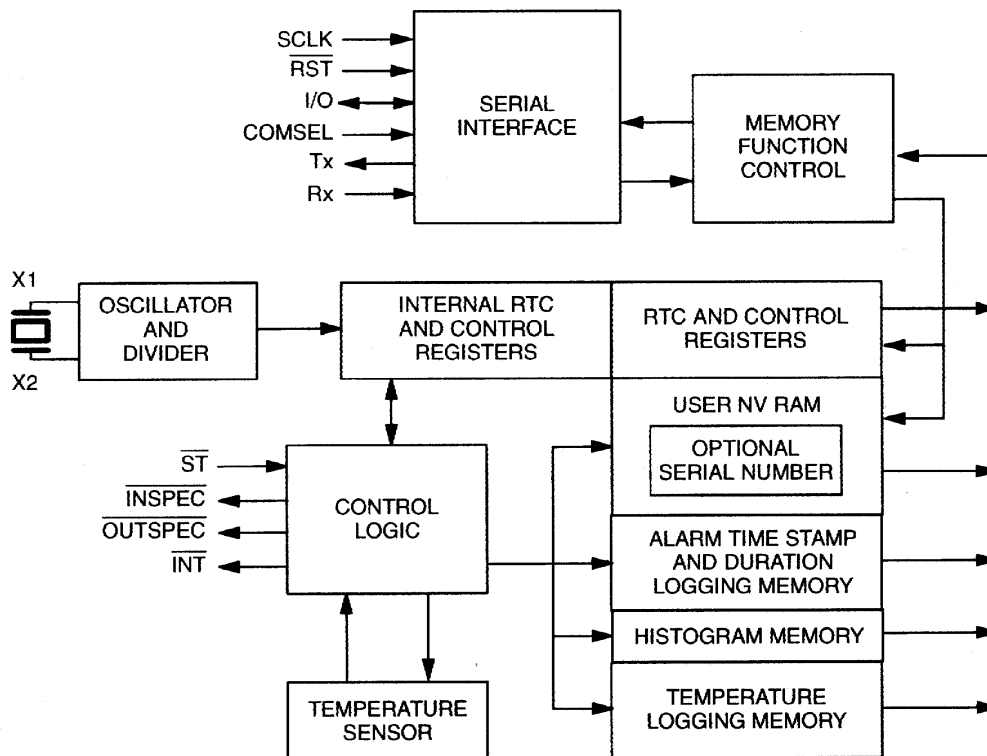 SCLK
RST
I/O
COMSEL
Tx
Rx
SERIAL
INTERFACE
MEMORY
FUNCTION
CONTROL
X1
X2
OSCILLATOR
AND
DIVIDER
INTERNAL RTC
AND CONTROL
REGISTERS
RTC AND CONTROL
REGISTERS
USER NV RAM
OPTIONAL
SERIAL NUMBER
ST
INSPEC
OUTSPEC
INT
CONTROL
LOGIC
ALARM TIME STAMP
AND DURATION
LOGGING MEMORY
HISTOGRAM MEMORY
TEMPERATURE
SENSOR
TEMPERATURE
LOGGING MEMORY